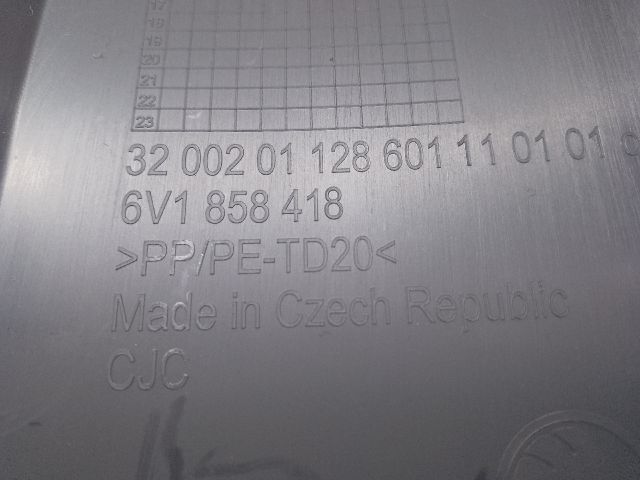 17
18
19
20
21
22
23
32 002 01 128 601 11 01 01
6V1 858 418
>PP/PE-TD20<
Made in Czech Republic
CJC